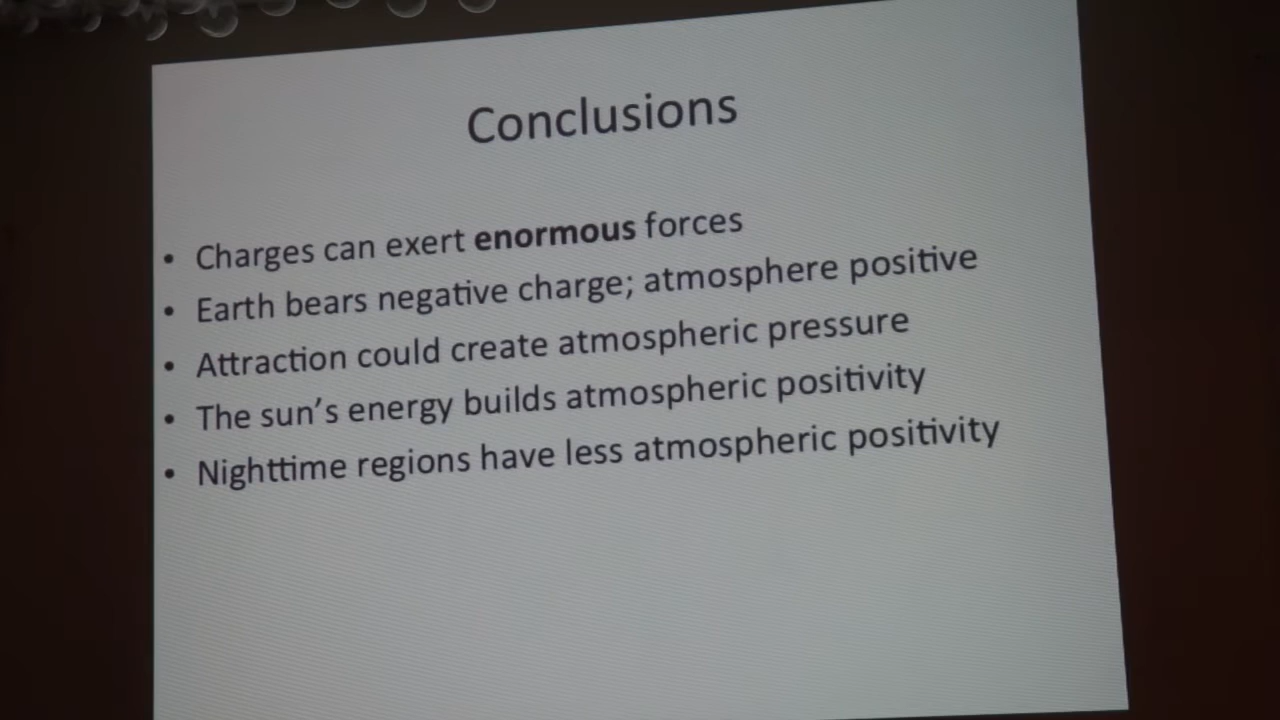 Conclusions
• Charges can exert enormous forces
• Earth bears negative charge; atmosphere positive
• Attraction could create atmospheric pressure
• The sun’s energy builds atmospheric positivity
• Nighttime regions have less atmospheric positivity